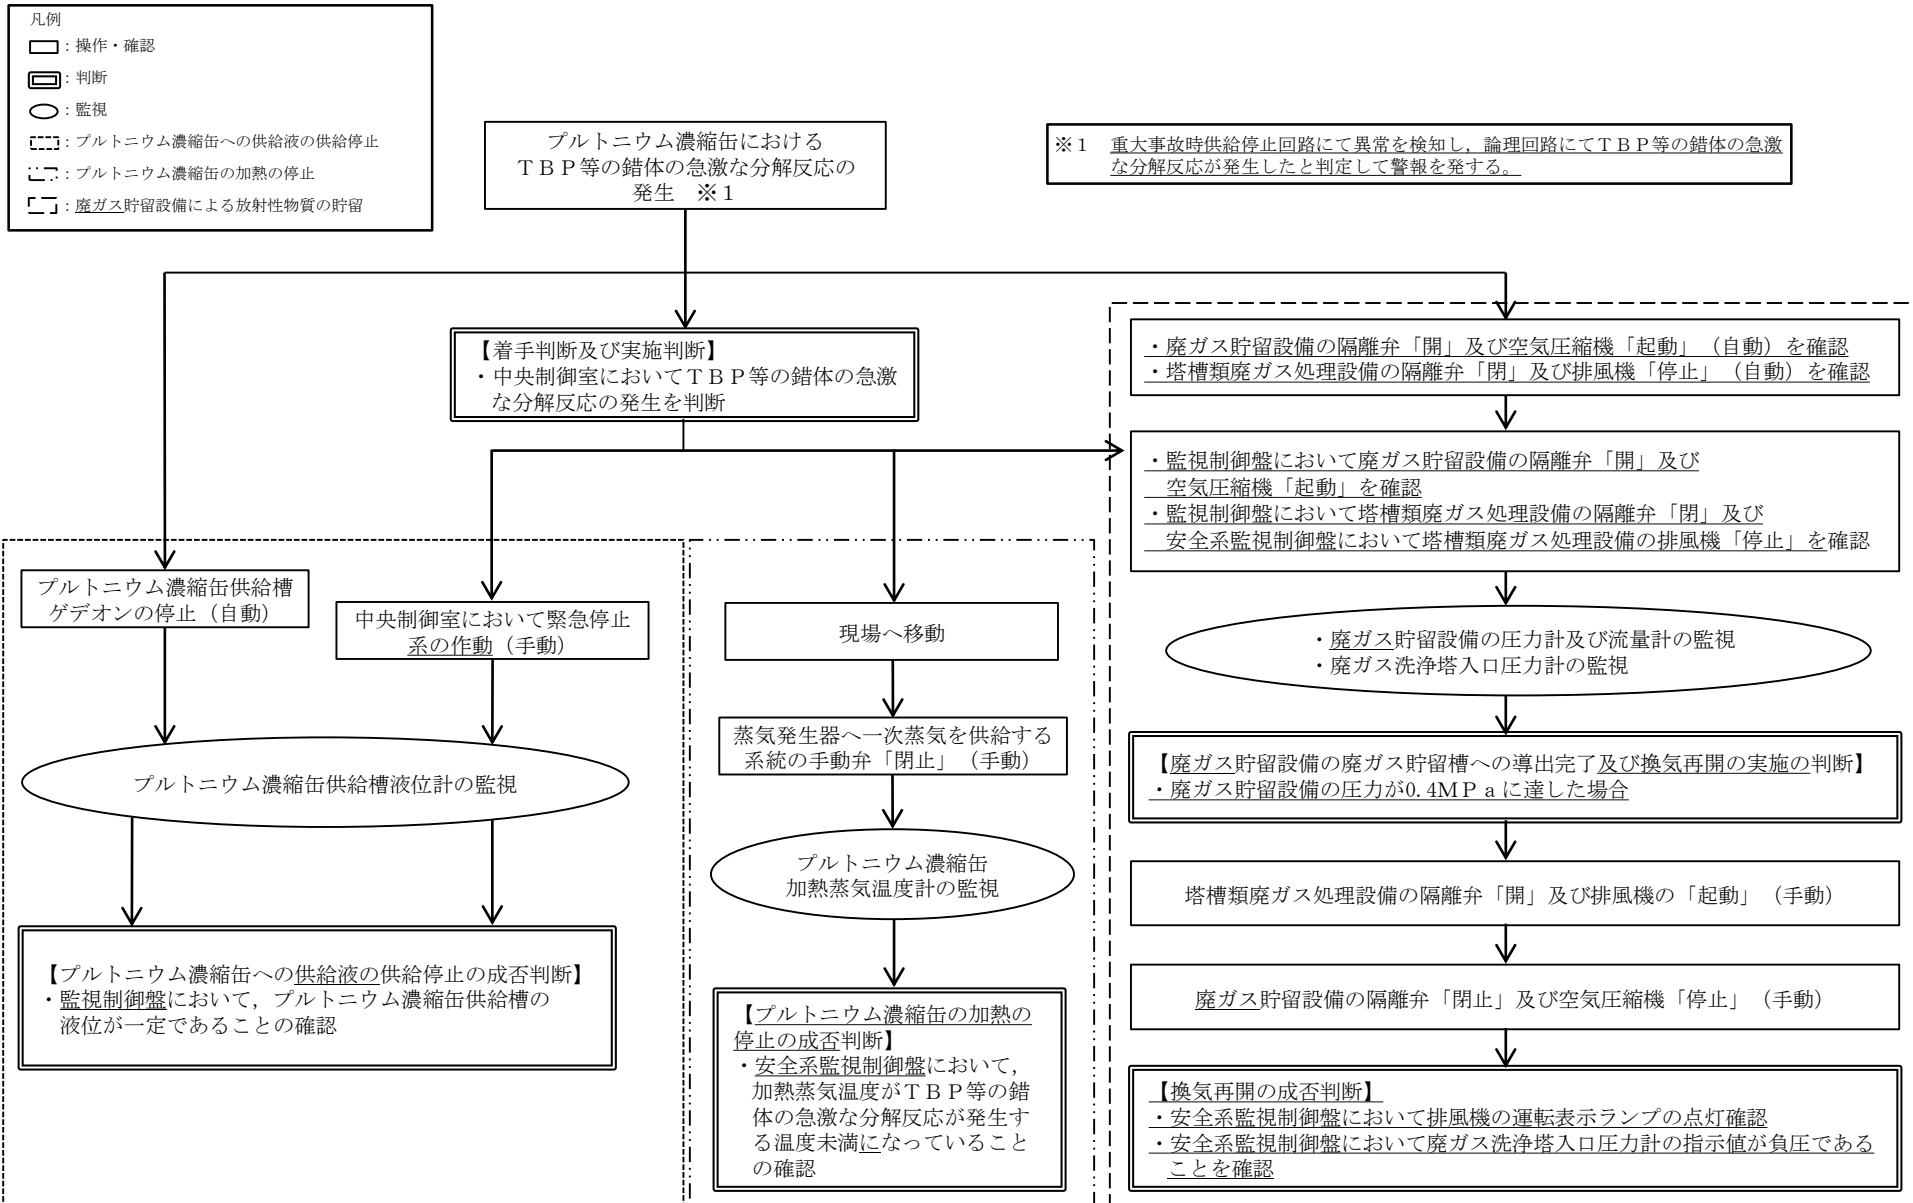 凡例
：操作・確認
：判断
：監視
：プルトニウム濃縮缶への供給液の供給停止
：プルトニウム濃縮缶の加熱の停止
：廃ガス貯留設備による放射性物質の貯留
プルトニウム濃縮缶における
ＴＢＰ等の錯体の急激な分解反応の
発生　※１
※１　重大事故時供給停止回路にて異常を検知し，論理回路にてＴＢＰ等の錯体の急激
な分解反応が発生したと判定して警報を発する。
【着手判断及び実施判断】
・中央制御室においてＴＢＰ等の錯体の急激
な分解反応の発生を判断
・廃ガス貯留設備の隔離弁「開」及び空気圧縮機「起動」（自動）を確認
・塔槽類廃ガス処理設備の隔離弁「閉」及び排風機「停止」（自動）を確認
・監視制御盤において廃ガス貯留設備の隔離弁「開」及び
空気圧縮機「起動」を確認
・監視制御盤において塔槽類廃ガス処理設備の隔離弁「閉」及び
安全系監視制御盤において塔槽類廃ガス処理設備の排風機「停止」を確認
プルトニウム濃縮缶供給槽
ゲデオンの停止（自動）
中央制御室において緊急停止
系の作動（手動）
現場へ移動
・廃ガス貯留設備の圧力計及び流量計の監視
・廃ガス洗浄塔入口圧力計の監視
プルトニウム濃縮缶供給槽液位計の監視
蒸気発生器へ一次蒸気を供給する
系統の手動弁「閉止」（手動）
【廃ガス貯留設備の廃ガス貯留槽への導出完了及び換気再開の実施の判断】
・廃ガス貯留設備の圧力が0.4ＭＰａに達した場合
プルトニウム濃縮缶
加熱蒸気温度計の監視
塔槽類廃ガス処理設備の隔離弁「開」及び排風機の「起動」（手動）
【プルトニウム濃縮缶への供給液の供給停止の成否判断】
・監視制御盤において，プルトニウム濃縮缶供給槽の
液位が一定であることの確認
廃ガス貯留設備の隔離弁「閉止」及び空気圧縮機「停止」（手動）
【プルトニウム濃縮缶の加熱の
停止の成否判断】
・安全系監視制御盤において，
加熱蒸気温度がＴＢＰ等の錯
体の急激な分解反応が発生す
る温度未満になっていること
の確認
【換気再開の成否判断】
・安全系監視制御盤において排風機の運転表示ランプの点灯確認
・安全系監視制御盤において廃ガス洗浄塔入口圧力計の指示値が負圧である
ことを確認